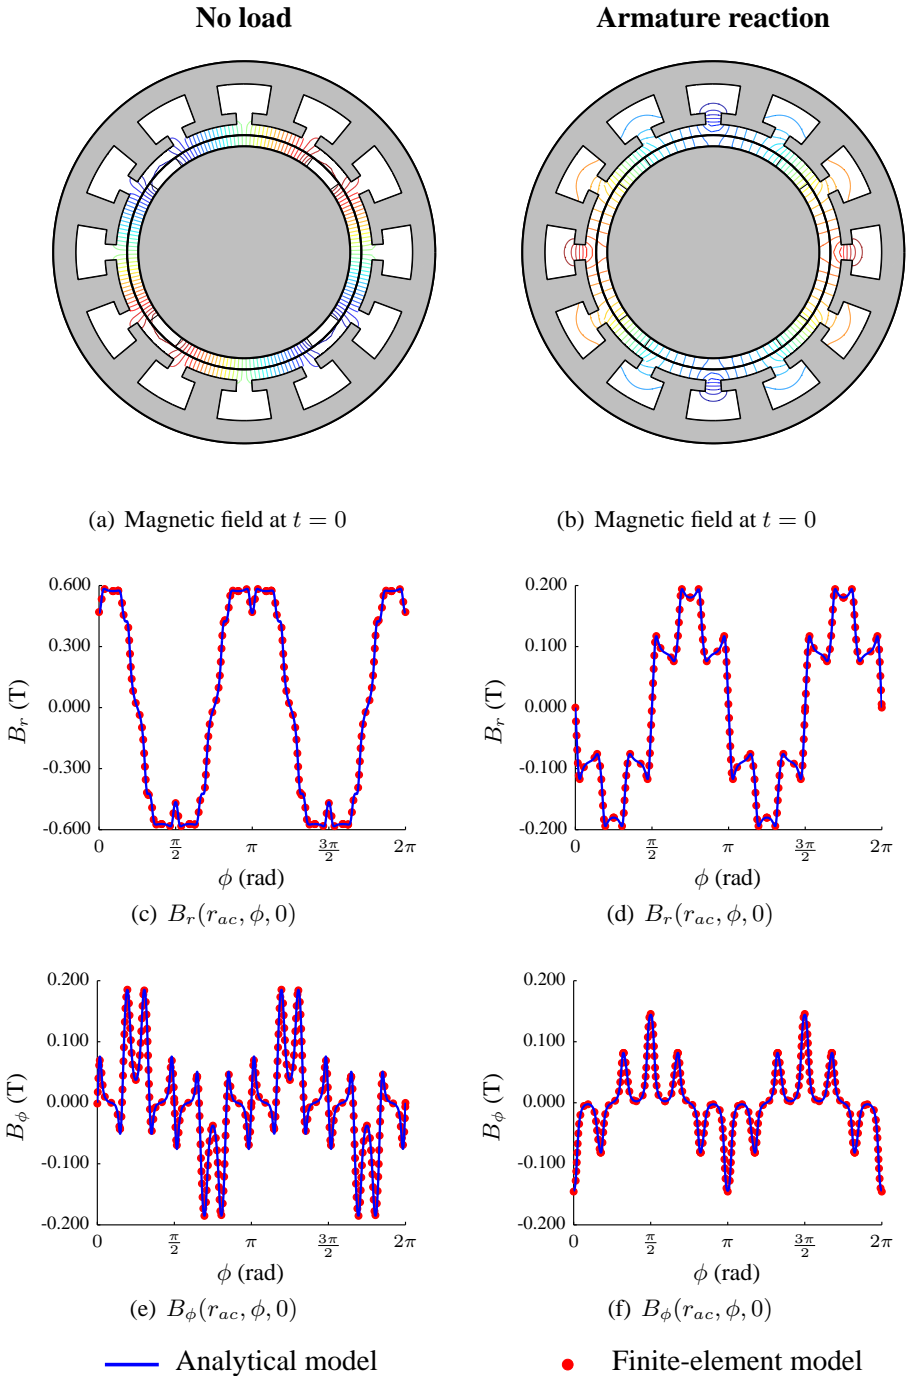 No load
Armature reaction
(a) Magnetic field at t = 0
(b) Magnetic field at t = 0
0.600
0.300
0.000
-0.300
-0.600
B_r (T)
0
π/2
π
3π/2
2π
ϕ (rad)
(c) B_r(r_ac, ϕ, 0)
0.200
0.100
0.000
-0.100
-0.200
B_r (T)
0
π/2
π
3π/2
2π
ϕ (rad)
(d) B_r(r_ac, ϕ, 0)
0.200
0.100
0.000
-0.100
-0.200
B_ϕ (T)
0
π/2
π
3π/2
2π
ϕ (rad)
(e) B_ϕ(r_ac, ϕ, 0)
0.200
0.100
0.000
-0.100
-0.200
B_ϕ (T)
0
π/2
π
3π/2
2π
ϕ (rad)
(f) B_ϕ(r_ac, ϕ, 0)
Analytical model
Finite-element model